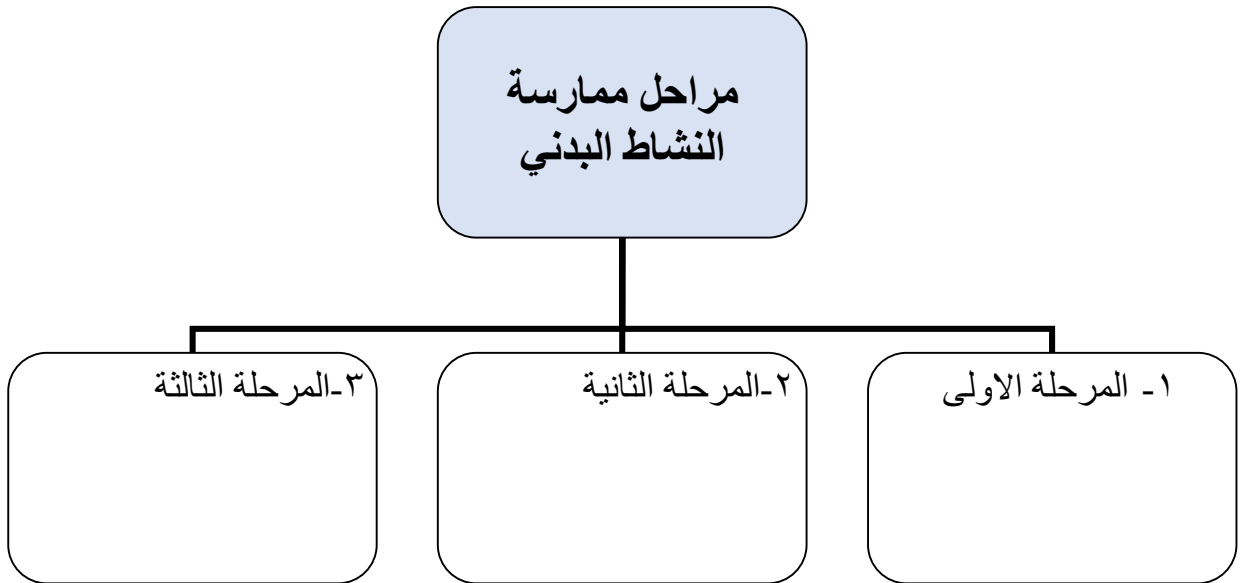 مراحل ممارسة
النشاط البدني
١- المرحلة الاولى
٢-المرحلة الثانية
٣-المرحلة الثالثة